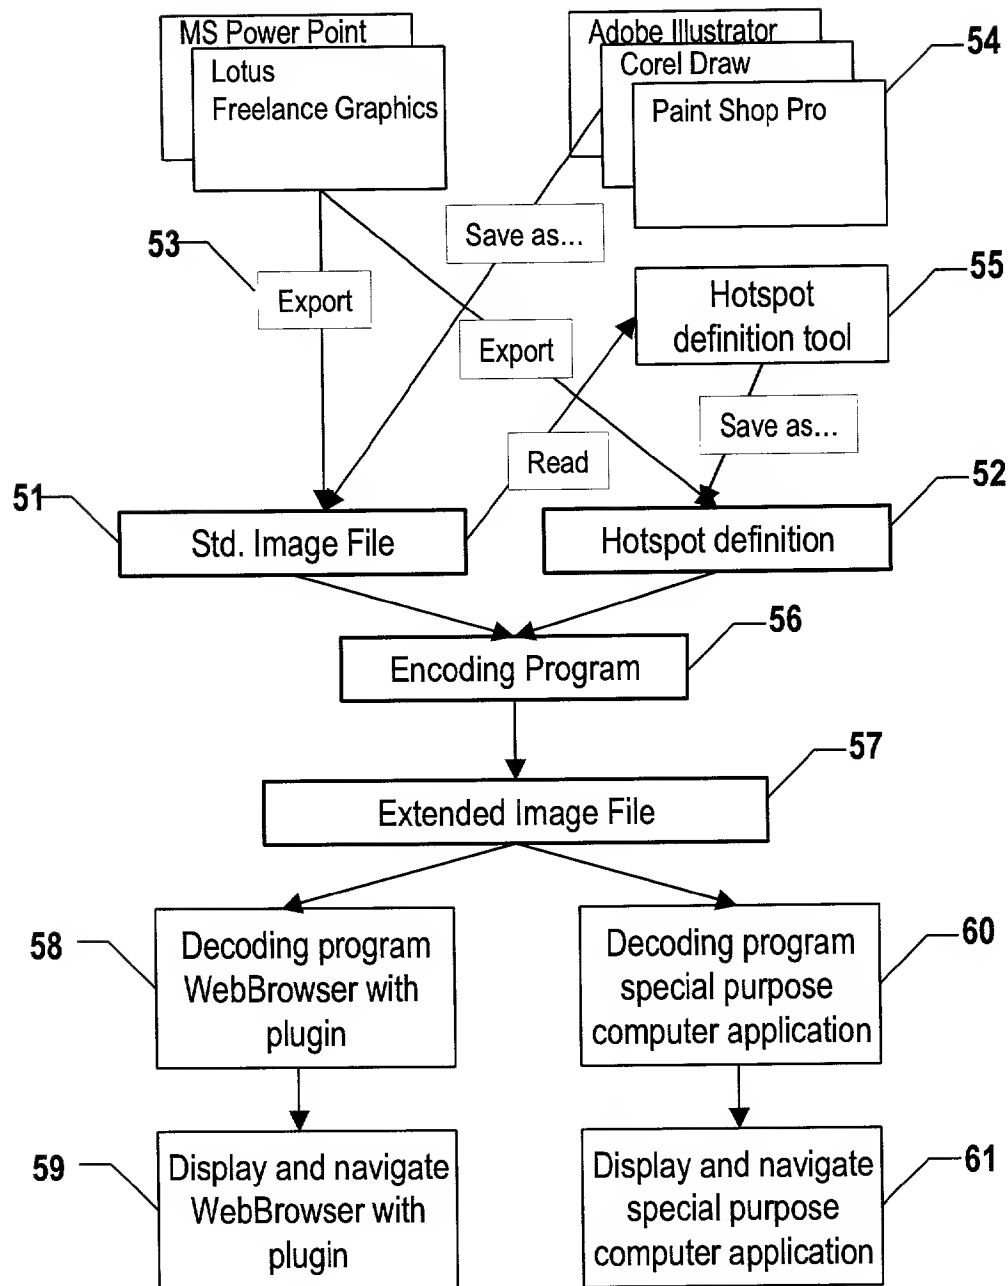 MS Power Point
Lotus
Freelance Graphics
Adobe Illustrator
Corel Draw
Paint Shop Pro
54
53
Export
Save as...
Export
Hotspot
definition tool
55
Save as...
Read
51
Std. Image File
Hotspot definition
52
Encoding Program
56
Extended Image File
57
58
Decoding program
WebBrowser with
plugin
Decoding program
special purpose
computer application
60
59
Display and navigate
WebBrowser with
plugin
Display and navigate
special purpose
computer application
61